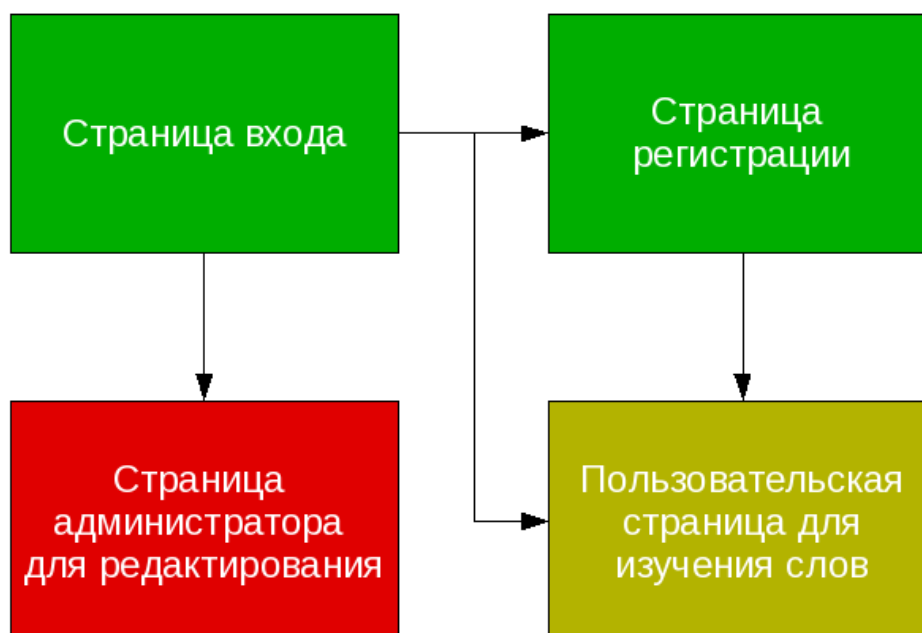 Страница входа
Страница
регистрации
Страница
администратора
для редактирования
Пользовательская
страница для
изучения слов